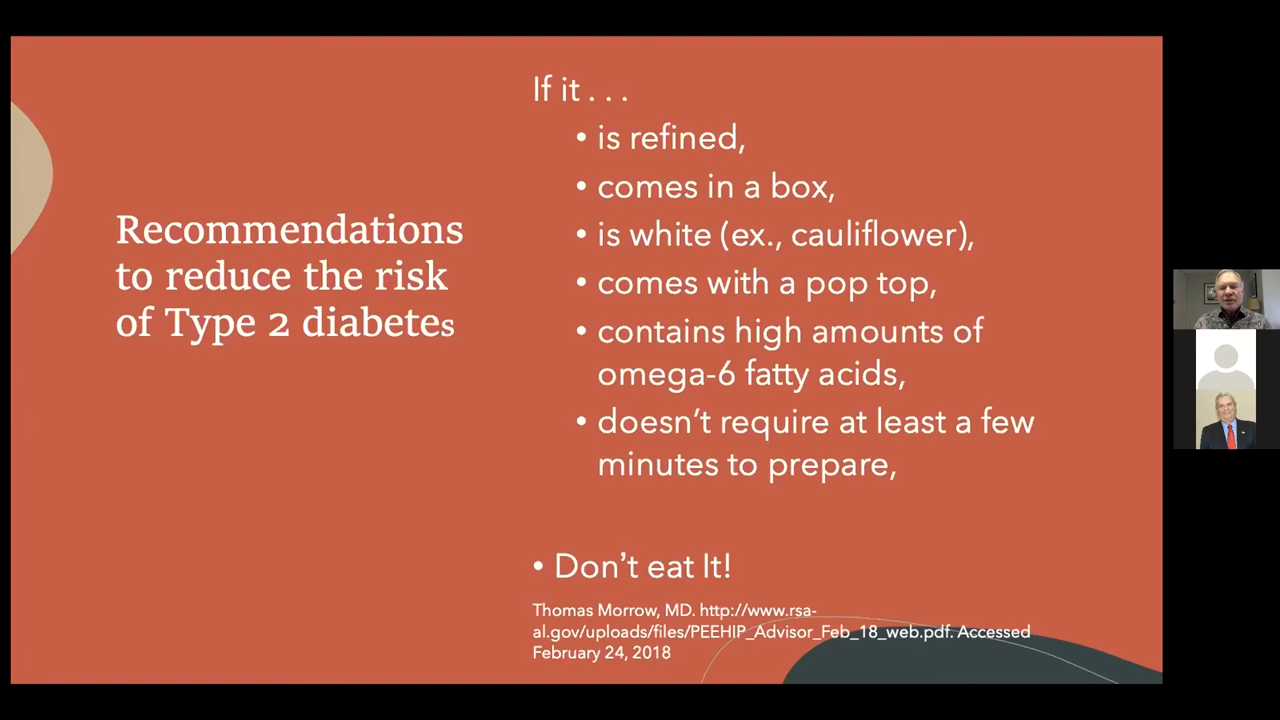 Recommendations
to reduce the risk
of Type 2 diabetes
If it . . .
• is refined,
• comes in a box,
• is white (ex., cauliflower),
• comes with a pop top,
• contains high amounts of
omega-6 fatty acids,
• doesn’t require at least a few
minutes to prepare,
• Don’t eat It!
Thomas Morrow, MD. http://www.rsa-
al.gov/uploads/files/PEEHIP_Advisor_Feb_18_web.pdf. Accessed
February 24, 2018